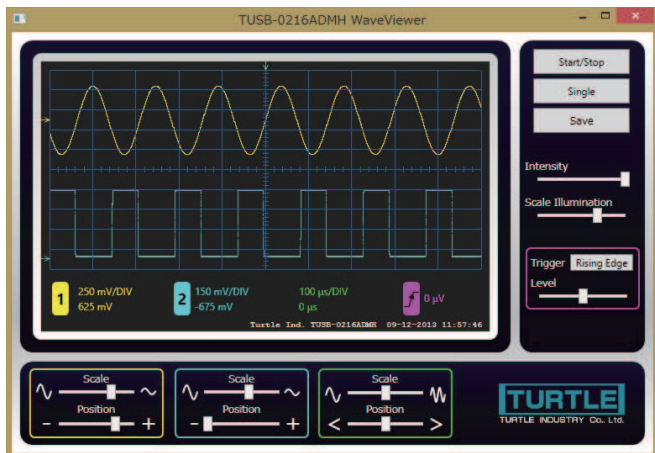 TUSB-0216ADMH WaveViewer
Start/Stop
Single
Save
Intensity
Scale Illumination
Trigger Rising Edge
Level
1 250 mV/DIV 2 150 mV/DIV 100 µs/DIV 0 µV
625 mV -675 mV 0 µs
Turtle Ind. TUSB-0216ADMH 09-12-2013 11:57:46
Scale Scale Scale
Position Position Position
- + - + < >
TURTLE
TURTLE INDUSTRY Co., Ltd.